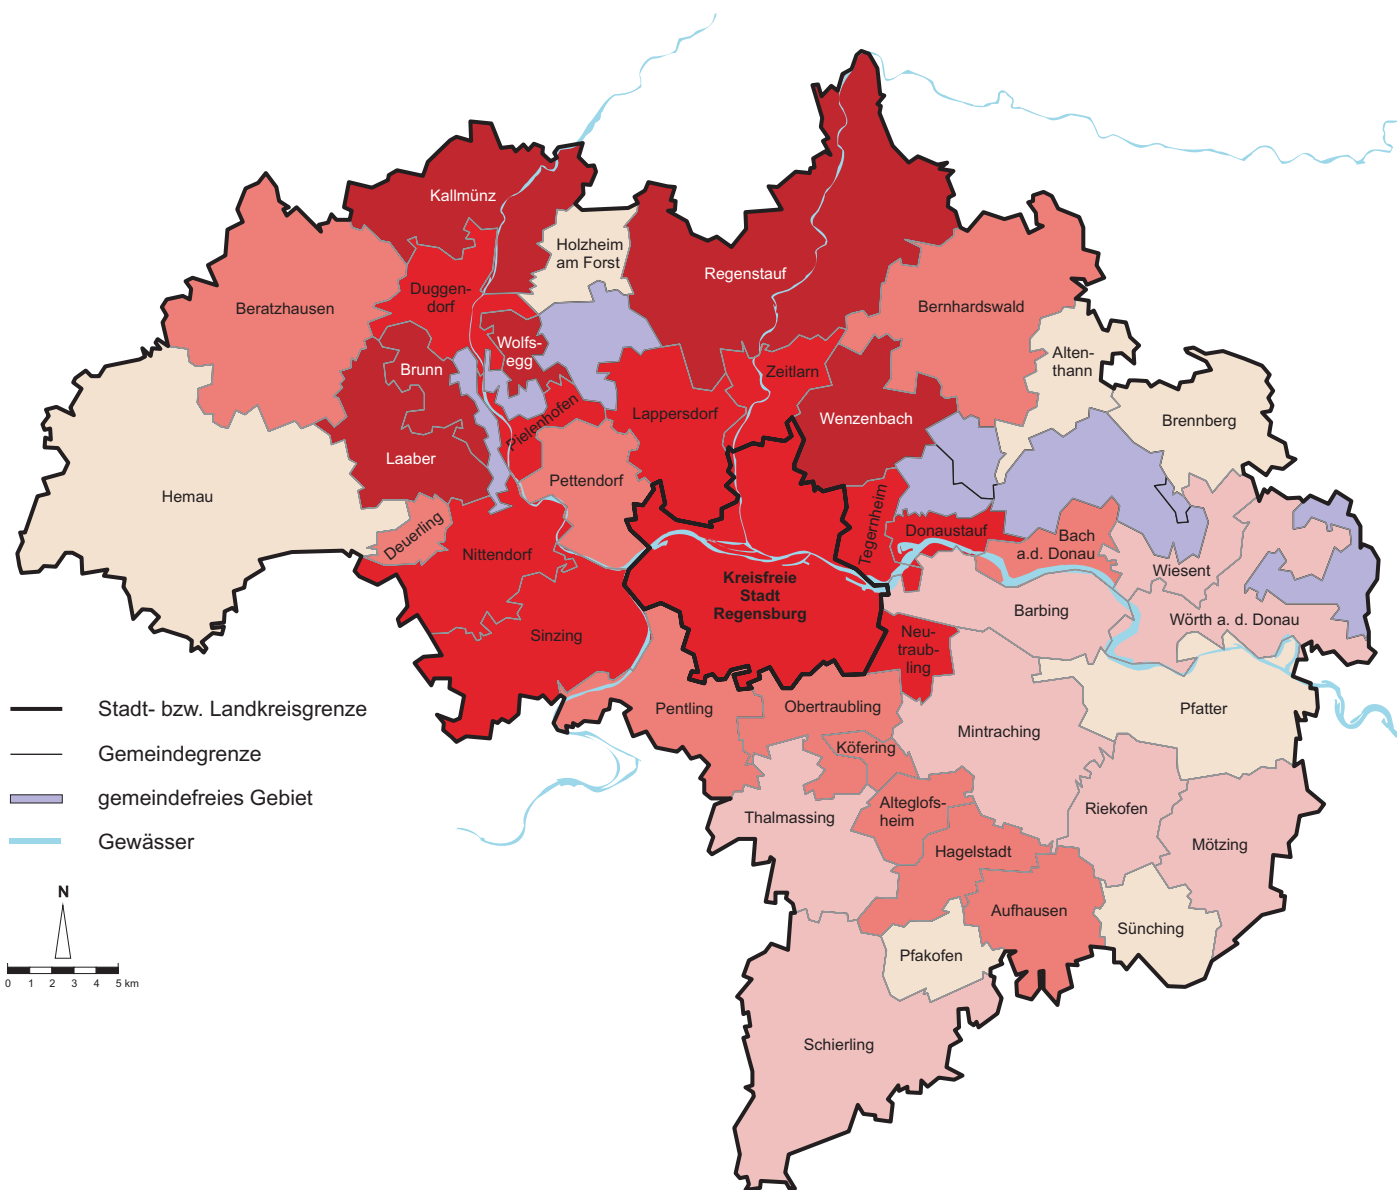 Kallmünz
Holzheim
am Forst
Regenstauf
Beratzhausen
Duggen-
dorf
Bernhardswald
Wolfs-
egg
Brunn
Zeitlarn
Alten-
thann
Pielenhofen
Lappersdorf
Wenzenbach
Brennberg
Laaber
Hemau
Pettendorf
Deuerling
Nittendorf
Tegernheim
Donaustauf
Bach
a.d. Donau
Wiesent
Kreisfreie
Stadt
Regensburg
Barbing
Wörth a. d. Donau
Sinzing
Neu-
traub-
ling
Pentling
Obertraubling
Pfatter
Mintraching
Köfering
Thalmassing
Alteglofs-
heim
Riekofen
Mötzing
Hagelstadt
Aufhausen
Sünching
Pfakofen
Schierling
Stadt- bzw. Landkreisgrenze
Gemeindegrenze
gemeindefreies Gebiet
Gewässer
N
0 1 2 3 4 5 km